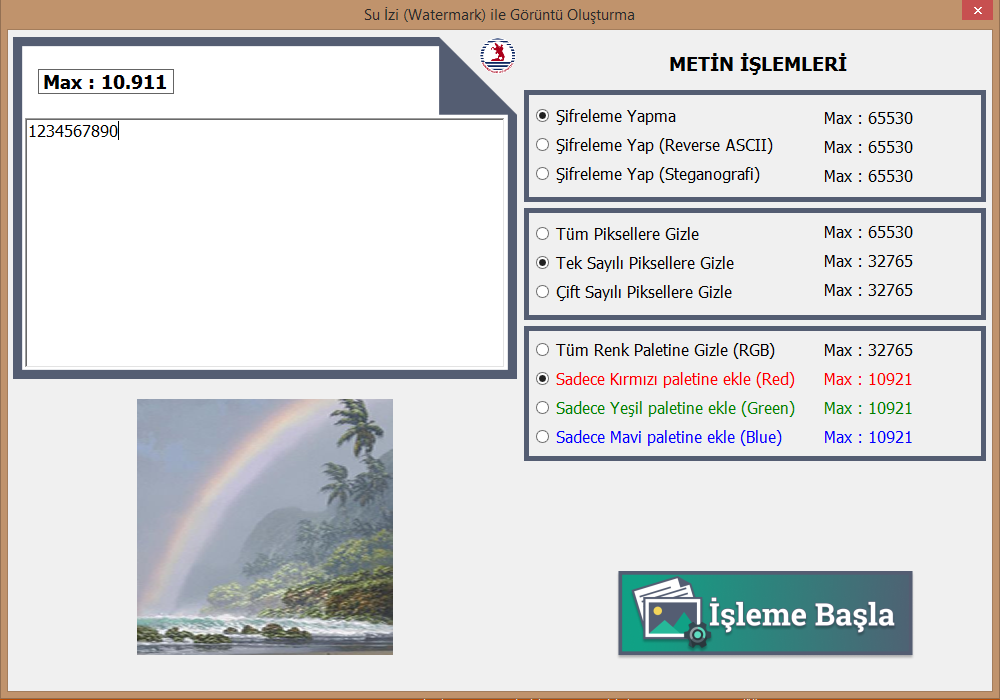 Su İzi (Watermark) ile Görüntü Oluşturma
Max : 10.911
1234567890
METİN İŞLEMLERİ
Şifreleme Yapma Max : 65530
Şifreleme Yap (Reverse ASCII) Max : 65530
Şifreleme Yap (Steganografi) Max : 65530
Tüm Piksellere Gizle Max : 65530
Tek Sayılı Piksellere Gizle Max : 32765
Çift Sayılı Piksellere Gizle Max : 32765
Tüm Renk Paletine Gizle (RGB) Max : 32765
Sadece Kırmızı paletine ekle (Red) Max : 10921
Sadece Yeşil paletine ekle (Green) Max : 10921
Sadece Mavi paletine ekle (Blue) Max : 10921
İşleme Başla